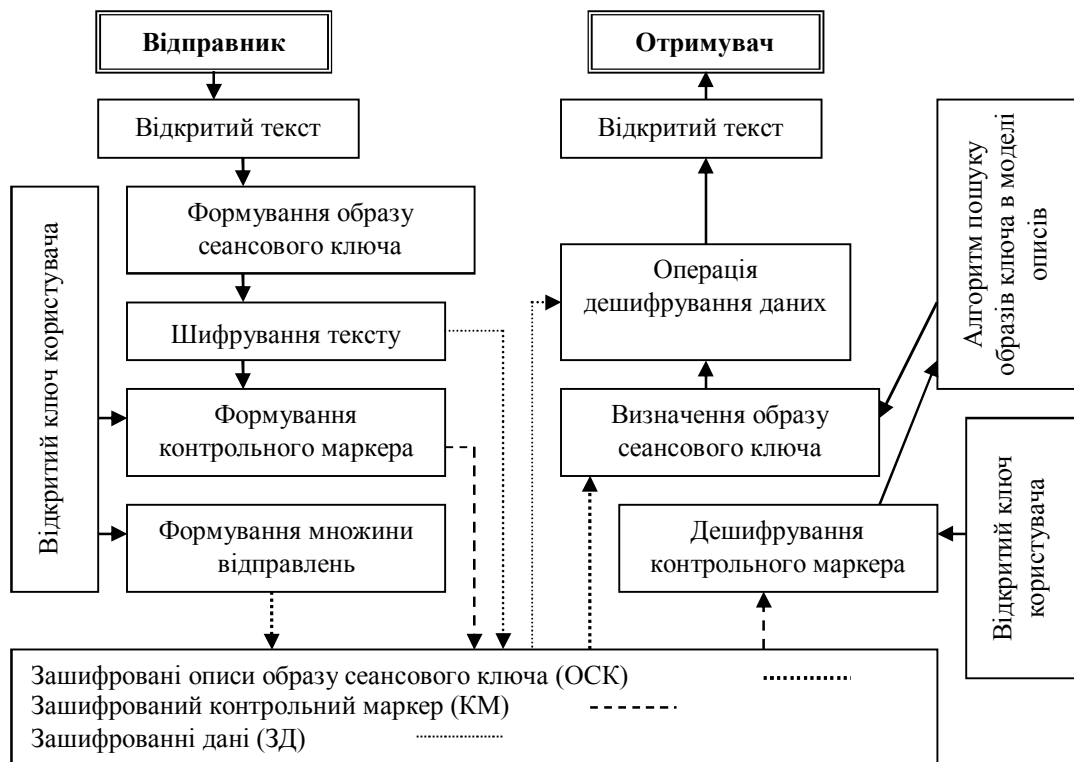 Відправник
Відкритий текст
Формування образу
сеансового ключа
Шифрування тексту
Відкритий ключ користувача
Формування
контрольного маркера
Формування множини
відправлень
Отримувач
Відкритий текст
Операція
дешифрування даних
Алгоритм пошуку
образів ключа в моделі
описів
Визначення образу
сеансового ключа
Дешифрування
контрольного маркера
Відкритий ключ
користувача
Зашифровані описи образу сеансового ключа (ОСК)
Зашифрований контрольний маркер (КМ)
Зашифрованні дані (ЗД)